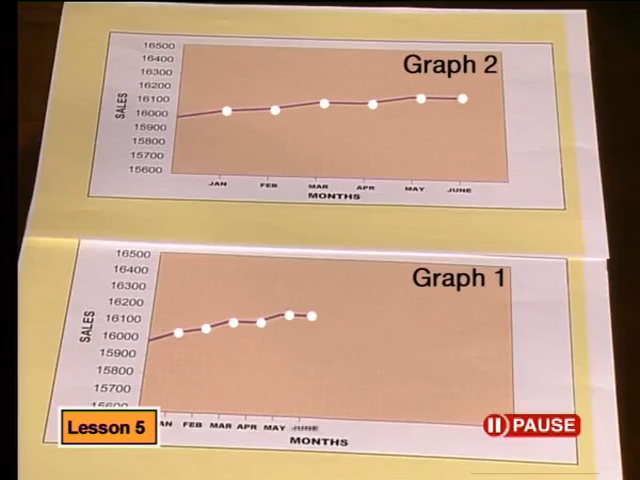 Graph 2
16500
16400
16300
16200
16100
16000
15900
15800
15700
15600
SALES
JAN FEB MAR APR MAY JUNE
MONTHS
Graph 1
16500
16400
16300
16200
16100
16000
15900
15800
15700
15600
SALES
AN FEB MAR APR MAY JUNE
MONTHS
Lesson 5
PAUSE